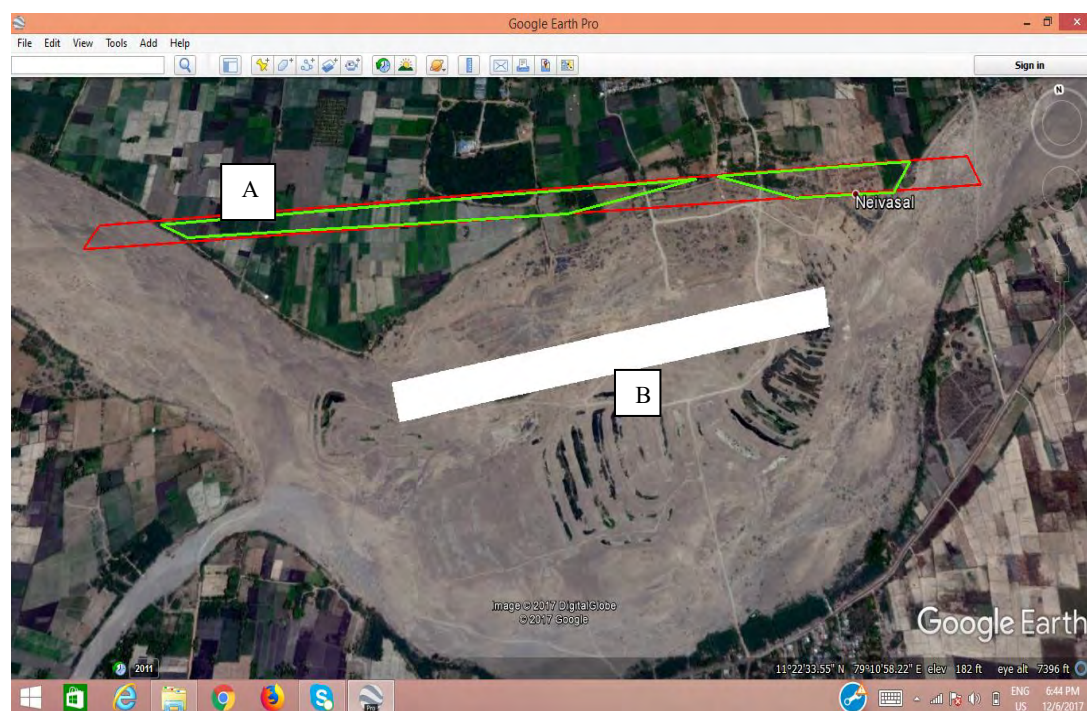 Google Earth Pro
File Edit View Tools Add Help
Sign in
N
A
Neivasal
B
Image © 2017 DigitalGlobe
© 2017 Google
Google Earth
2011
11°22'33.55" N 79°10'58.22" E elev 182 ft eye alt 7396 ft
ENG 6:44 PM
US 12/6/2017